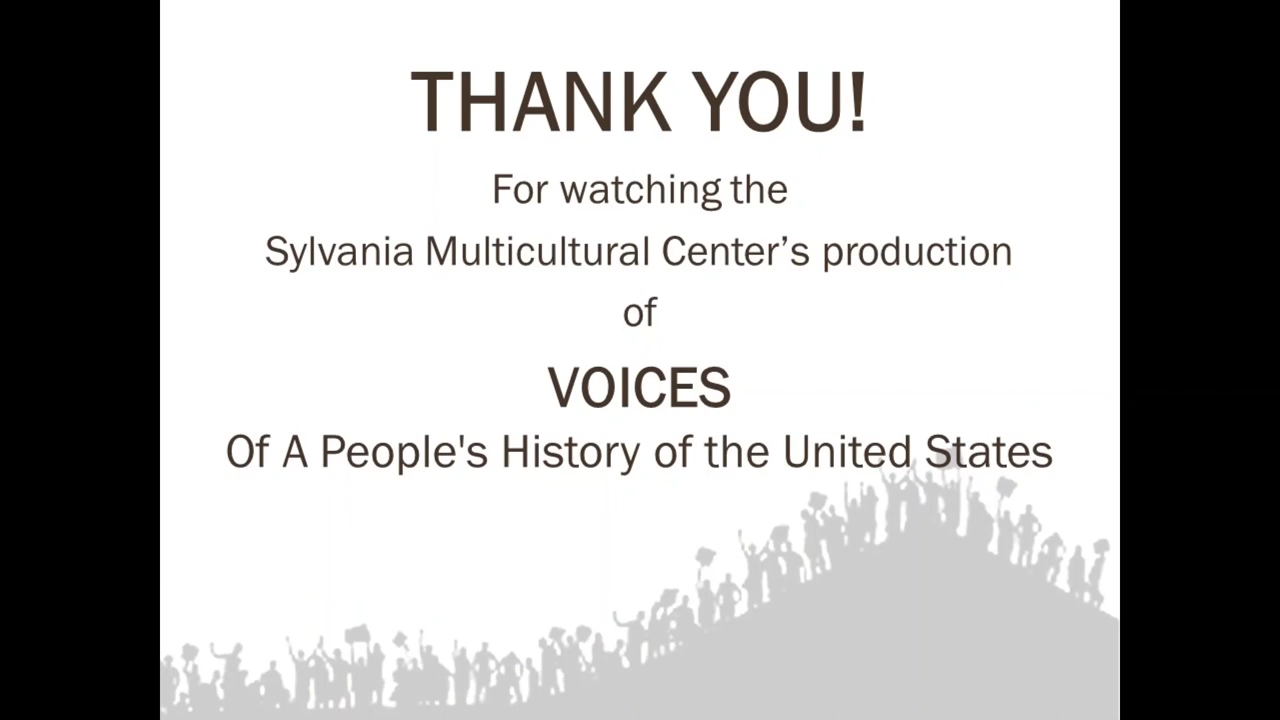 THANK YOU!
For watching the
Sylvania Multicultural Center’s production
of
VOICES
Of A People's History of the United States